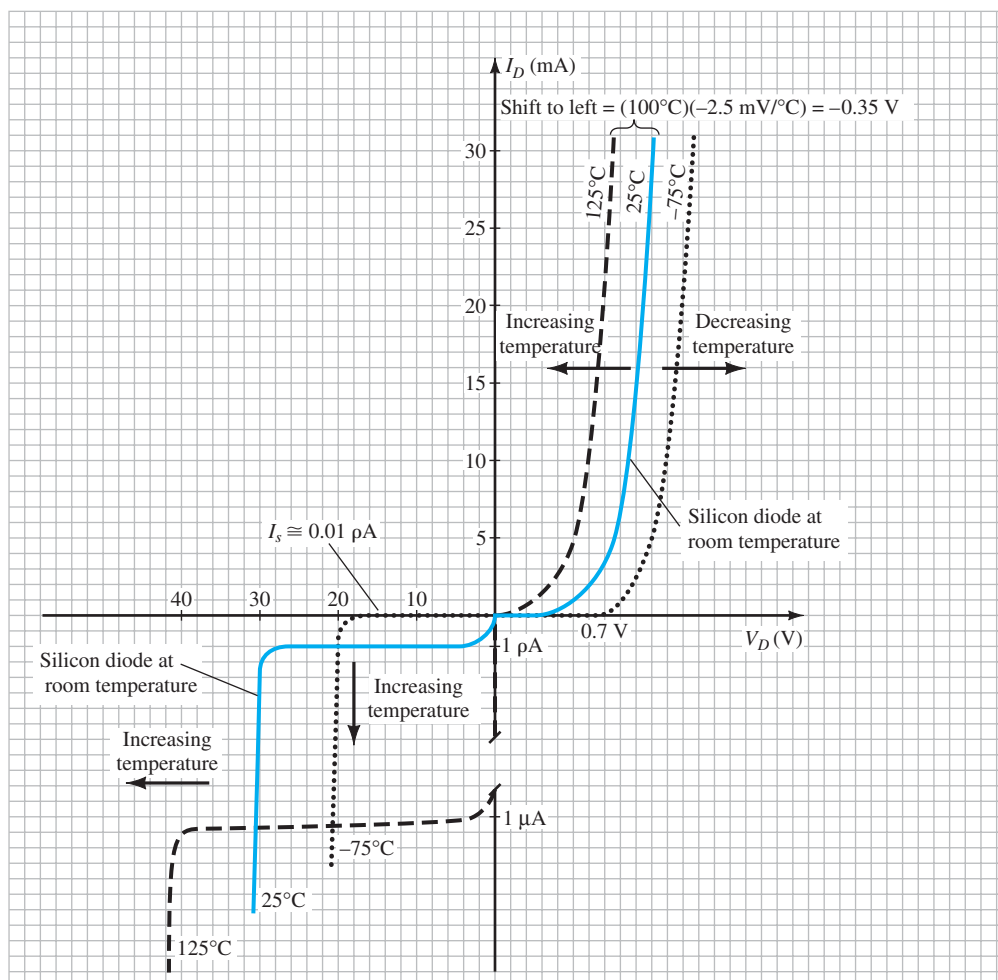 I_D (mA)
Shift to left = (100°C)(–2.5 mV/°C) = –0.35 V
30
125°C
25°C
–75°C
25
20
Increasing
temperature
Decreasing
temperature
15
10
Silicon diode at
room temperature
I_s ≅ 0.01 ρA
5
40
30
20
10
0.7 V
V_D (V)
1 ρA
Silicon diode at
room temperature
Increasing
temperature
Increasing
temperature
1 μA
–75°C
25°C
125°C